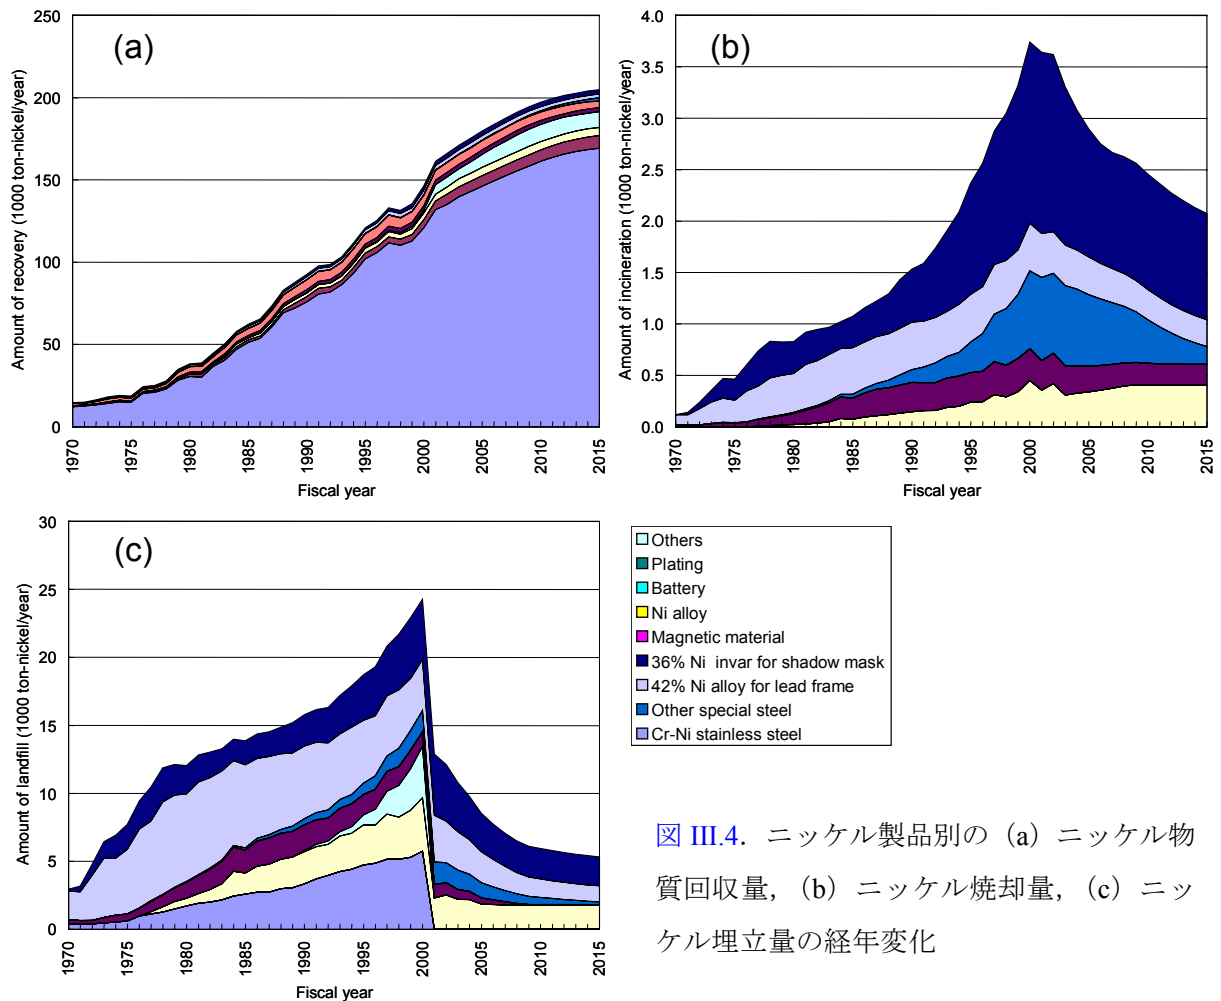 (a)
Amount of recovery (1000 ton-nickel/year)
250
200
150
100
50
0
1970
1975
1980
1985
1990
1995
2000
2005
2010
2015
Fiscal year
(b)
Amount of incineration (1000 ton-nickel/year)
4.0
3.5
3.0
2.5
2.0
1.5
1.0
0.5
0.0
1970
1975
1980
1985
1990
1995
2000
2005
2010
2015
Fiscal year
(c)
Amount of landfill (1000 ton-nickel/year)
30
25
20
15
10
5
0
1970
1975
1980
1985
1990
1995
2000
2005
2010
2015
Fiscal year
Others
Plating
Battery
Ni alloy
Magnetic material
36% Ni invar for shadow mask
42% Ni alloy for lead frame
Other special steel
Cr-Ni stainless steel
図 III.4. ニッケル製品別の（a）ニッケル物
質回収量,（b）ニッケル焼却量,（c）ニッ
ケル埋立量の経年変化